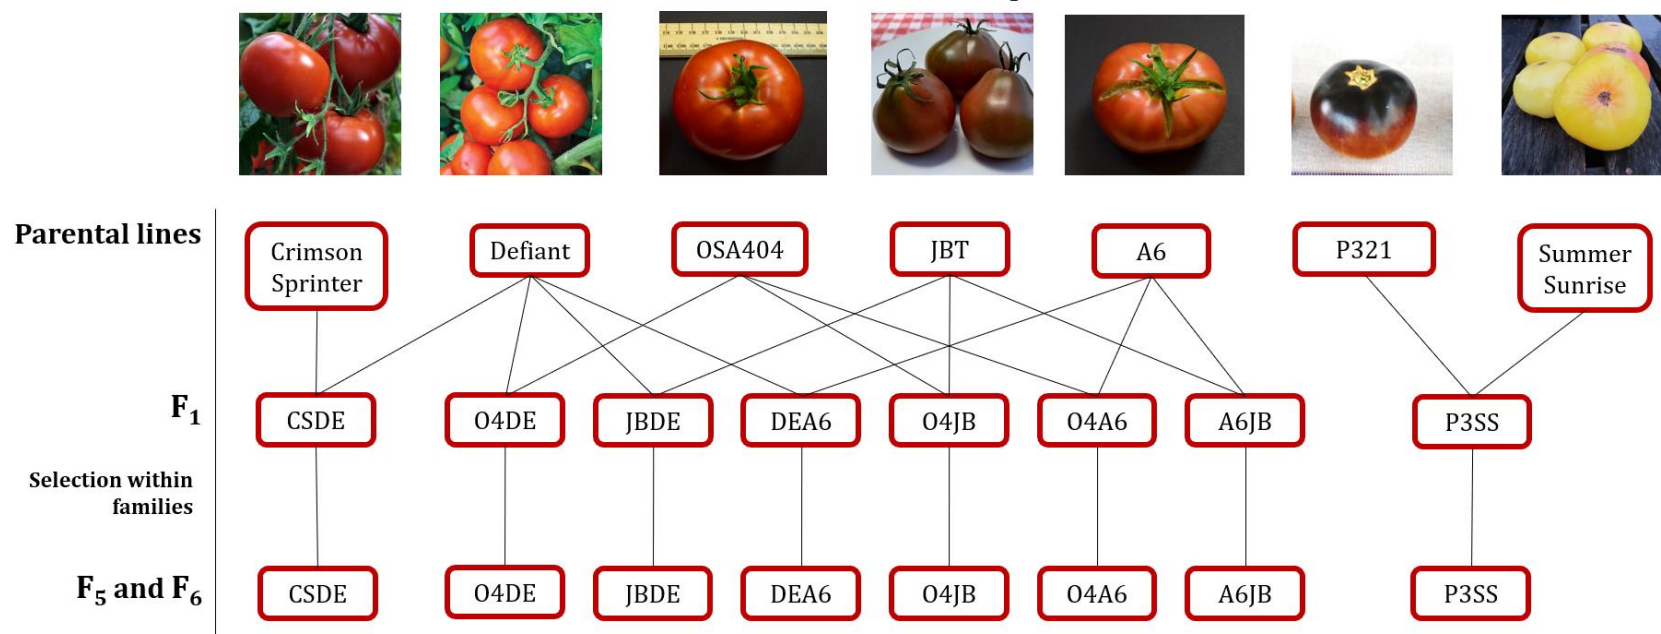 Parental lines
Crimson
Sprinter
Defiant
OSA404
JBT
A6
P321
Summer
Sunrise
F1
CSDE
O4DE
JBDE
DEA6
O4JB
O4A6
A6JB
P3SS
Selection within
families
F5 and F6
CSDE
O4DE
JBDE
DEA6
O4JB
O4A6
A6JB
P3SS